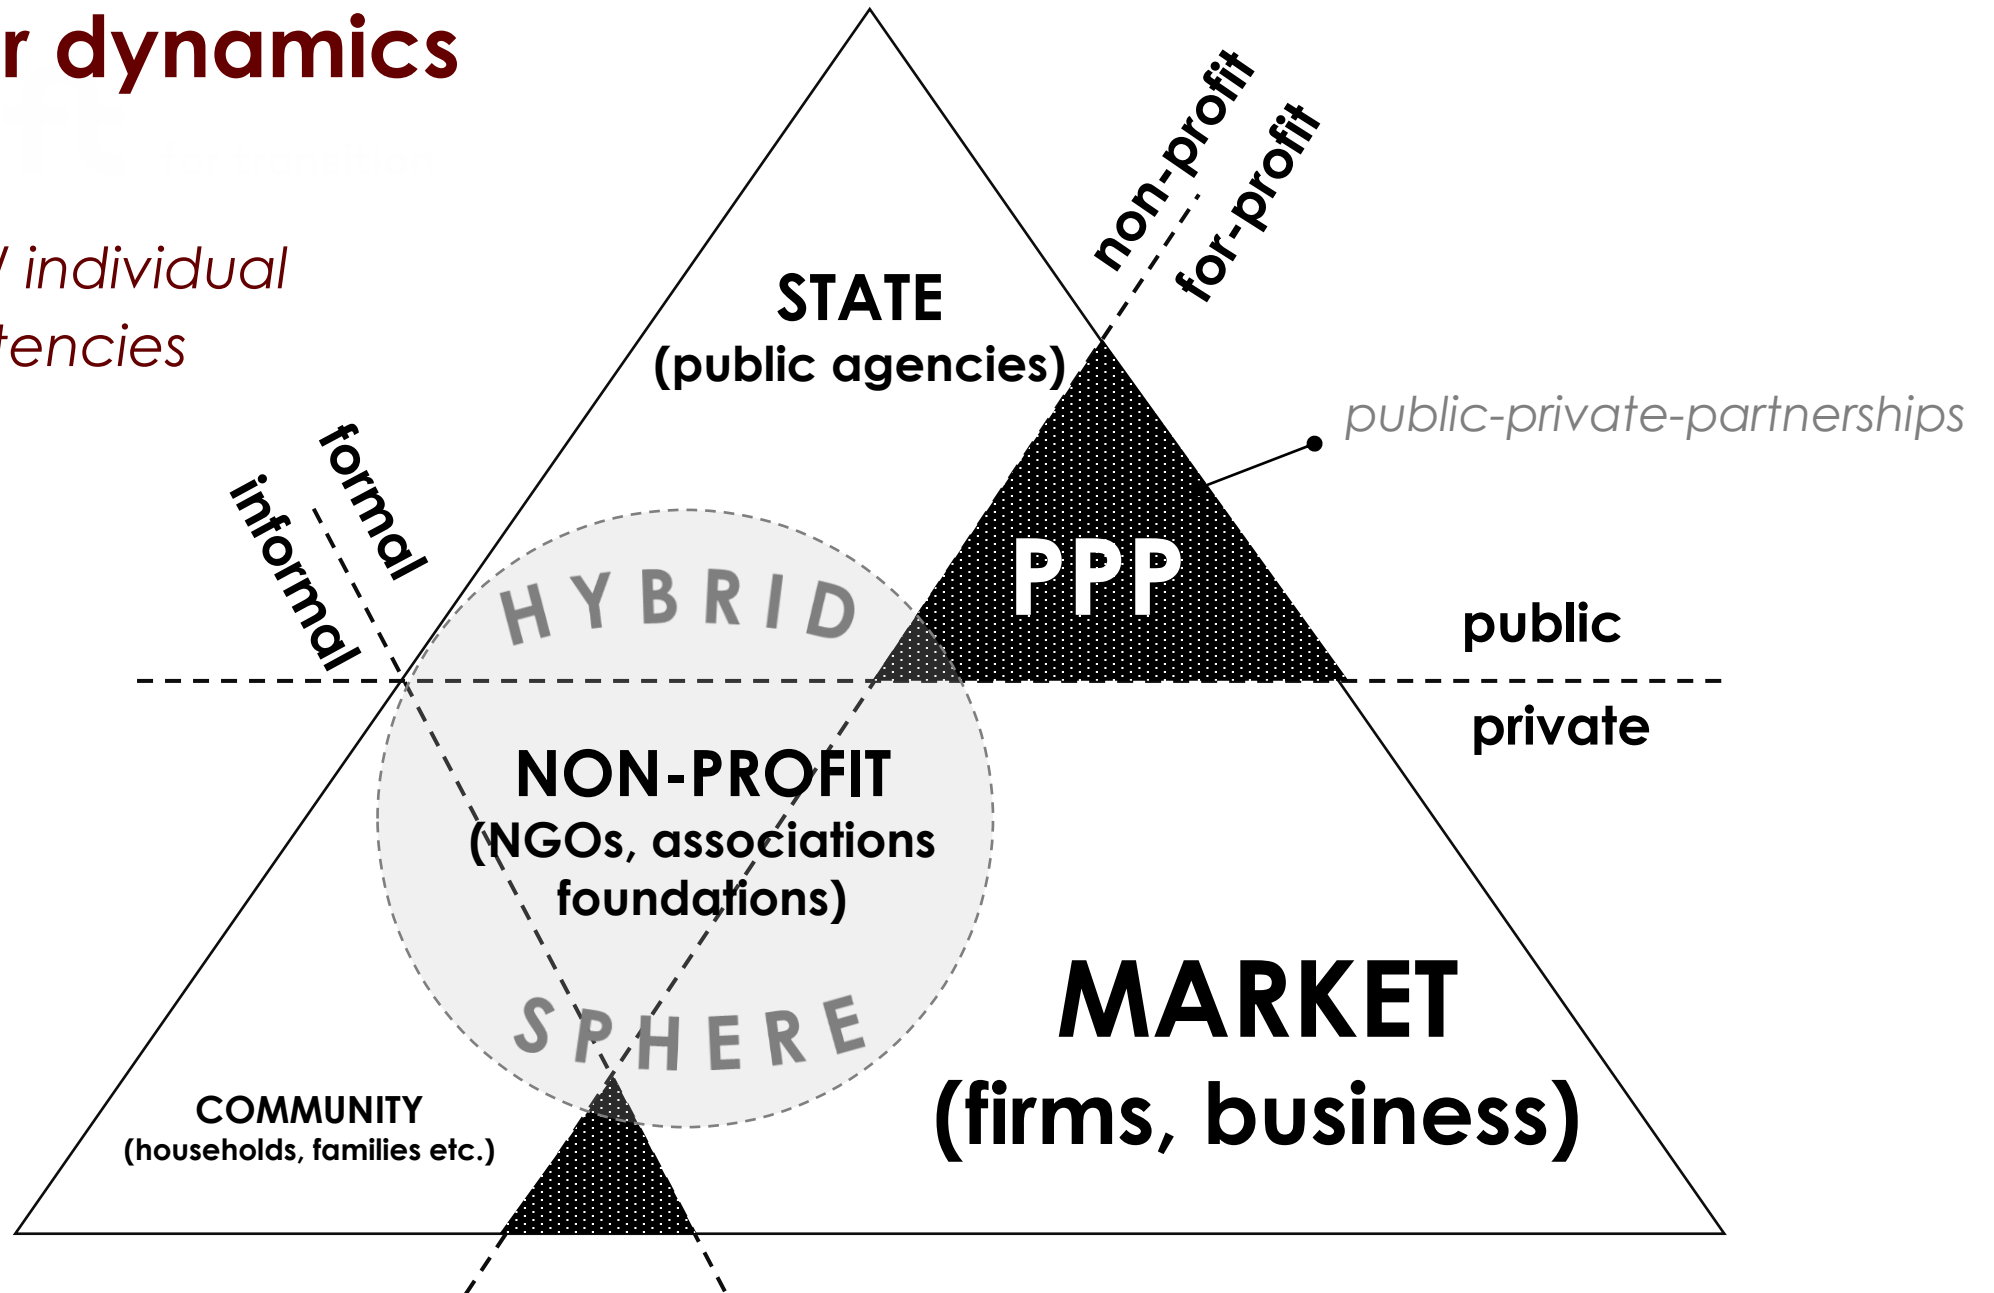 r dynamics
individual
tencies
non-profit
for-profit
STATE
(public agencies)
public-private-partnerships
formal
informal
HYBRID
PPP
public
private
NON-PROFIT
(NGOs, associations
foundations)
SPHERE
MARKET
(firms, business)
COMMUNITY
(households, families etc.)